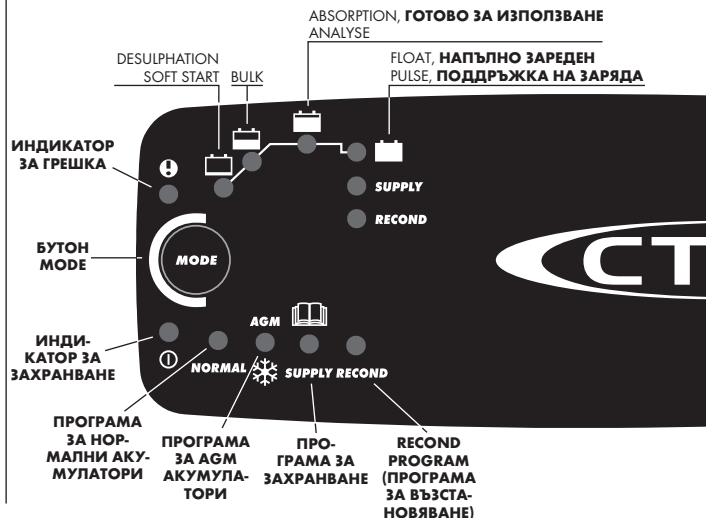 ABSORPTION, ГОТОВО ЗА ИЗПОЛЗВАНЕ
ANALYSE
DESULPHATION
SOFT START
BULK
FLOAT, НАПЪЛНО ЗАРЕДЕН
PULSE, ПОДДРЪЖКА НА ЗАРЯДА
ИНДИКАТОР
ЗА ГРЕШКА
SUPPLY
RECOND
БУТОН
MODE
MODE
CT
ИНДИ-
КАТОР ЗА
ЗАХРАНВАНЕ
AGM
NORMAL
SUPPLY RECOND
ПРОГРАМА
ЗА НОР-
МАЛНИ АКУ-
МУЛАТОРИ
ПРОГРАМА
ЗА AGM
АКУМУЛА-
ТОРИ
ПРО-
ГРАМА ЗА
ЗАХРАНВАНЕ
RECOND
PROGRAM
(ПРОГРАМА
ЗА ВЪЗСТА-
НОВЯВАНЕ)